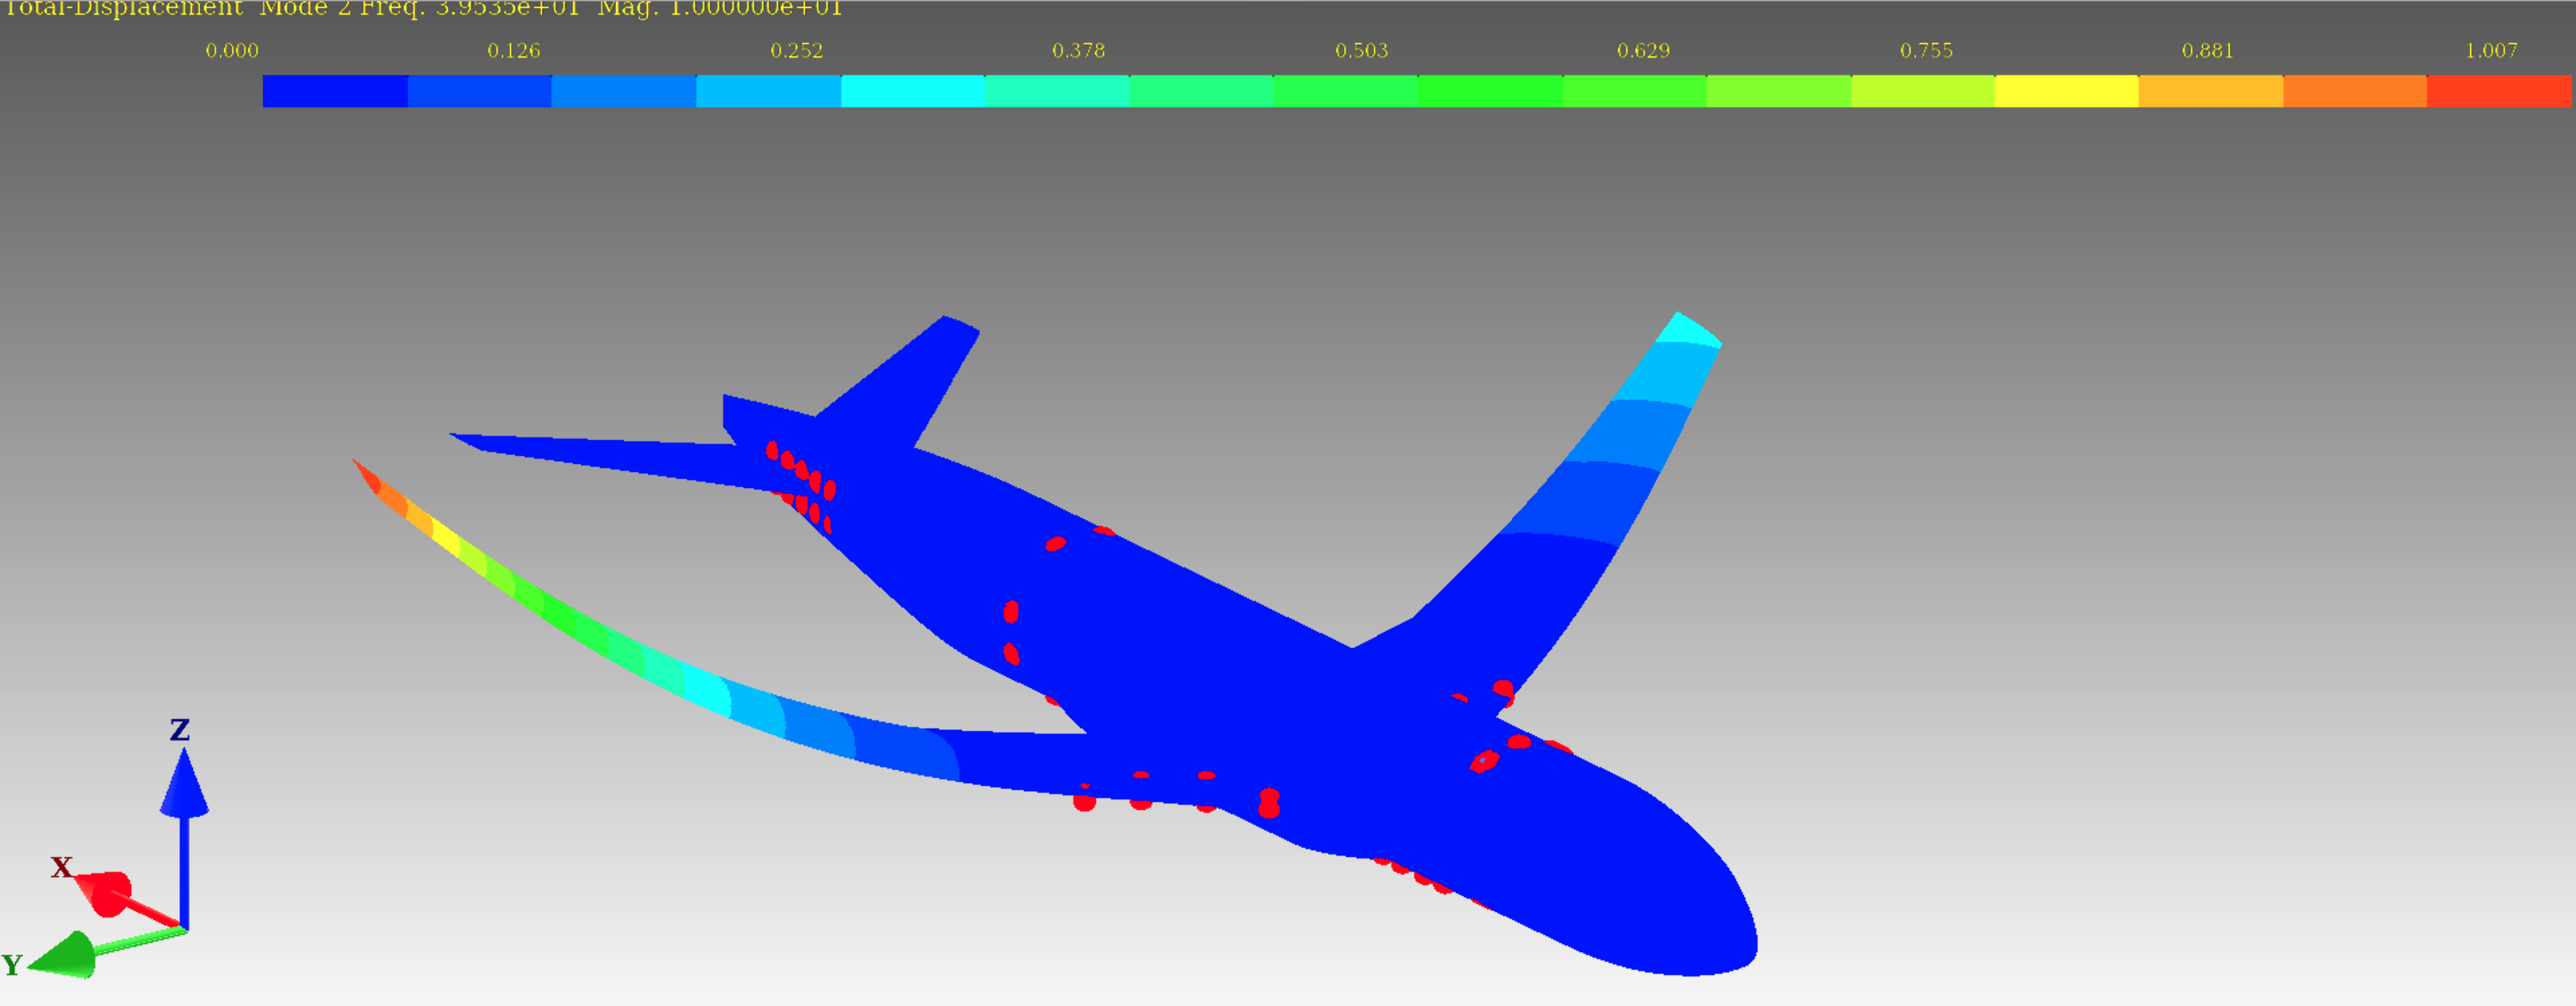 Total-Displacement Mode 2 Freq. 3.9535e+01 Mag. 1.000000e+01
0.000 0.126 0.252 0.378 0.503 0.629 0.755 0.881 1.007
Z
X
Y